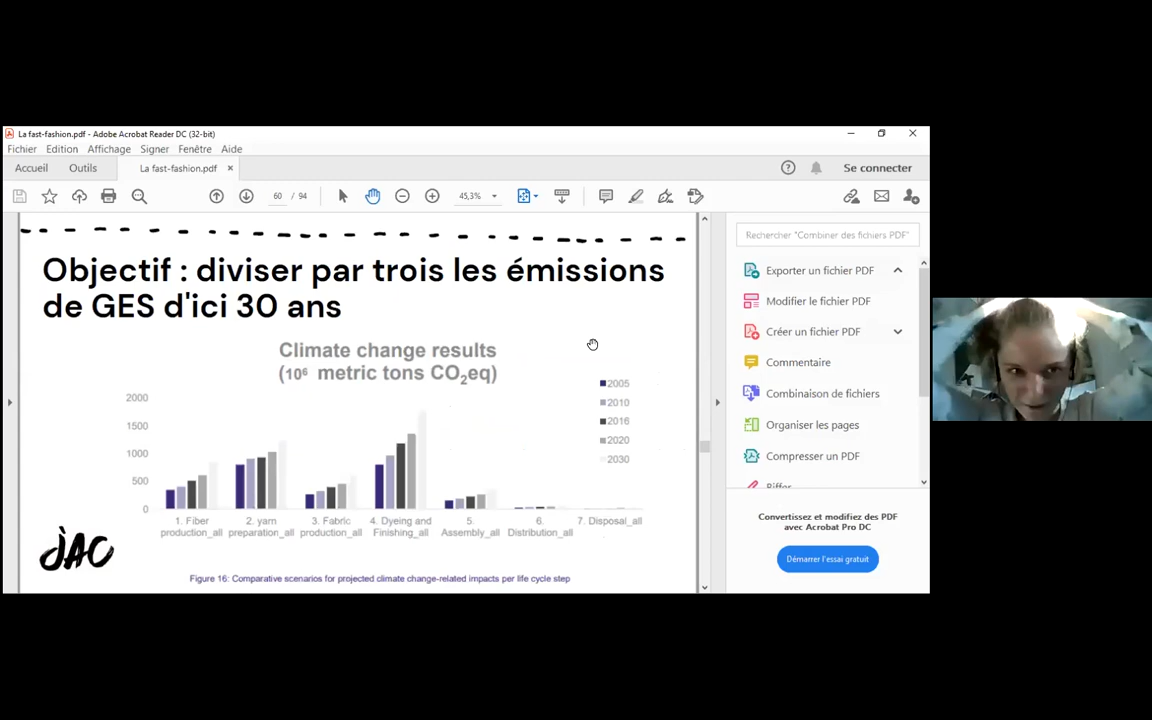 La fast-fashion.pdf - Adobe Acrobat Reader DC (32-bit)
Fichier Edition Affichage Signer Fenêtre Aide
Accueil Outils La fast-fashion.pdf × Se connecter
60 / 94 45,3%
Objectif : diviser par trois les émissions
de GES d'ici 30 ans
Climate change results
(10⁶ metric tons CO₂eq)
2000
1500
1000
500
0
2005
2010
2016
2020
2030
1. Fiber
production_all
2. yarn
preparation_all
3. Fabric
production_all
4. Dyeing and
Finishing_all
5.
Assembly_all
6.
Distribution_all
7. Disposal_all
JAC
Figure 16: Comparative scenarios for projected climate change-related impacts per life cycle step
Rechercher "Combiner des fichiers PDF"
Exporter un fichier PDF
Modifier le fichier PDF
Créer un fichier PDF
Commentaire
Combinaison de fichiers
Organiser les pages
Compresser un PDF
Convertissez et modifiez des PDF
avec Acrobat Pro DC
Démarrer l'essai gratuit